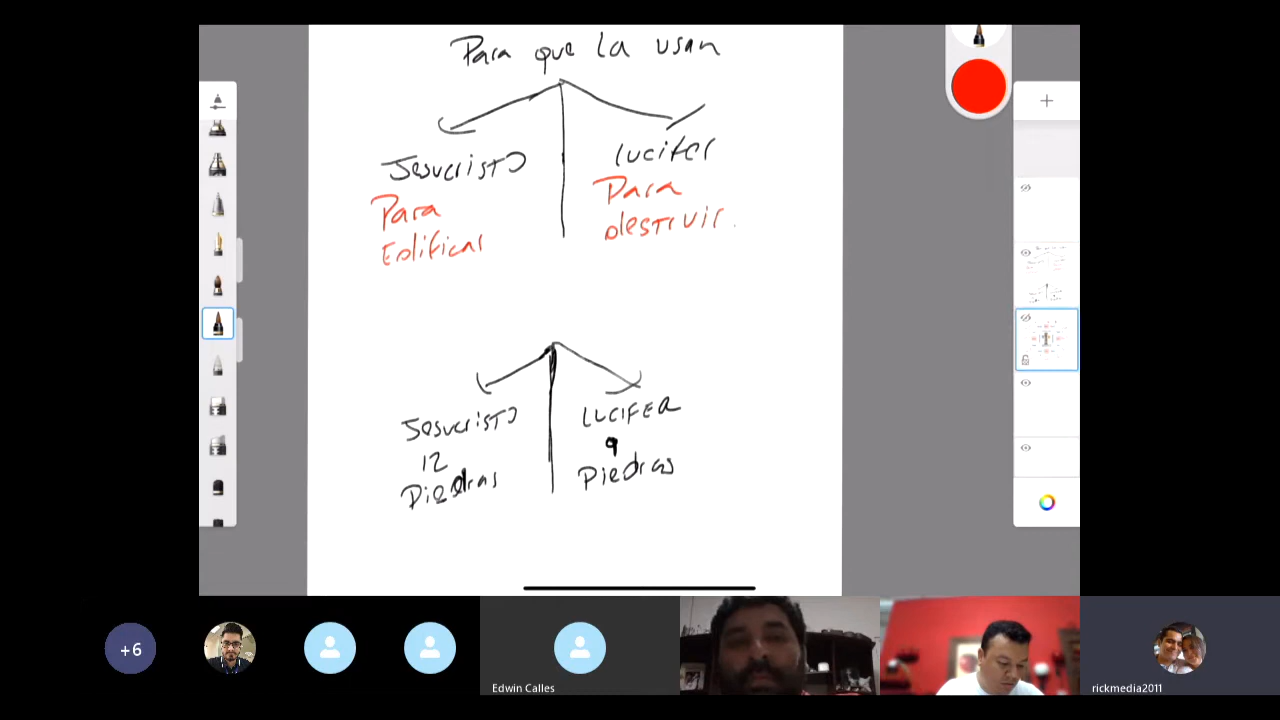 Para que la usan
Jesucristo
lucifer
Para
Edificar
Para
destruir.
Jesucristo
12
Piedras
LUCIFER
9
Piedras
+6
Edwin Calles
rickmedia2011